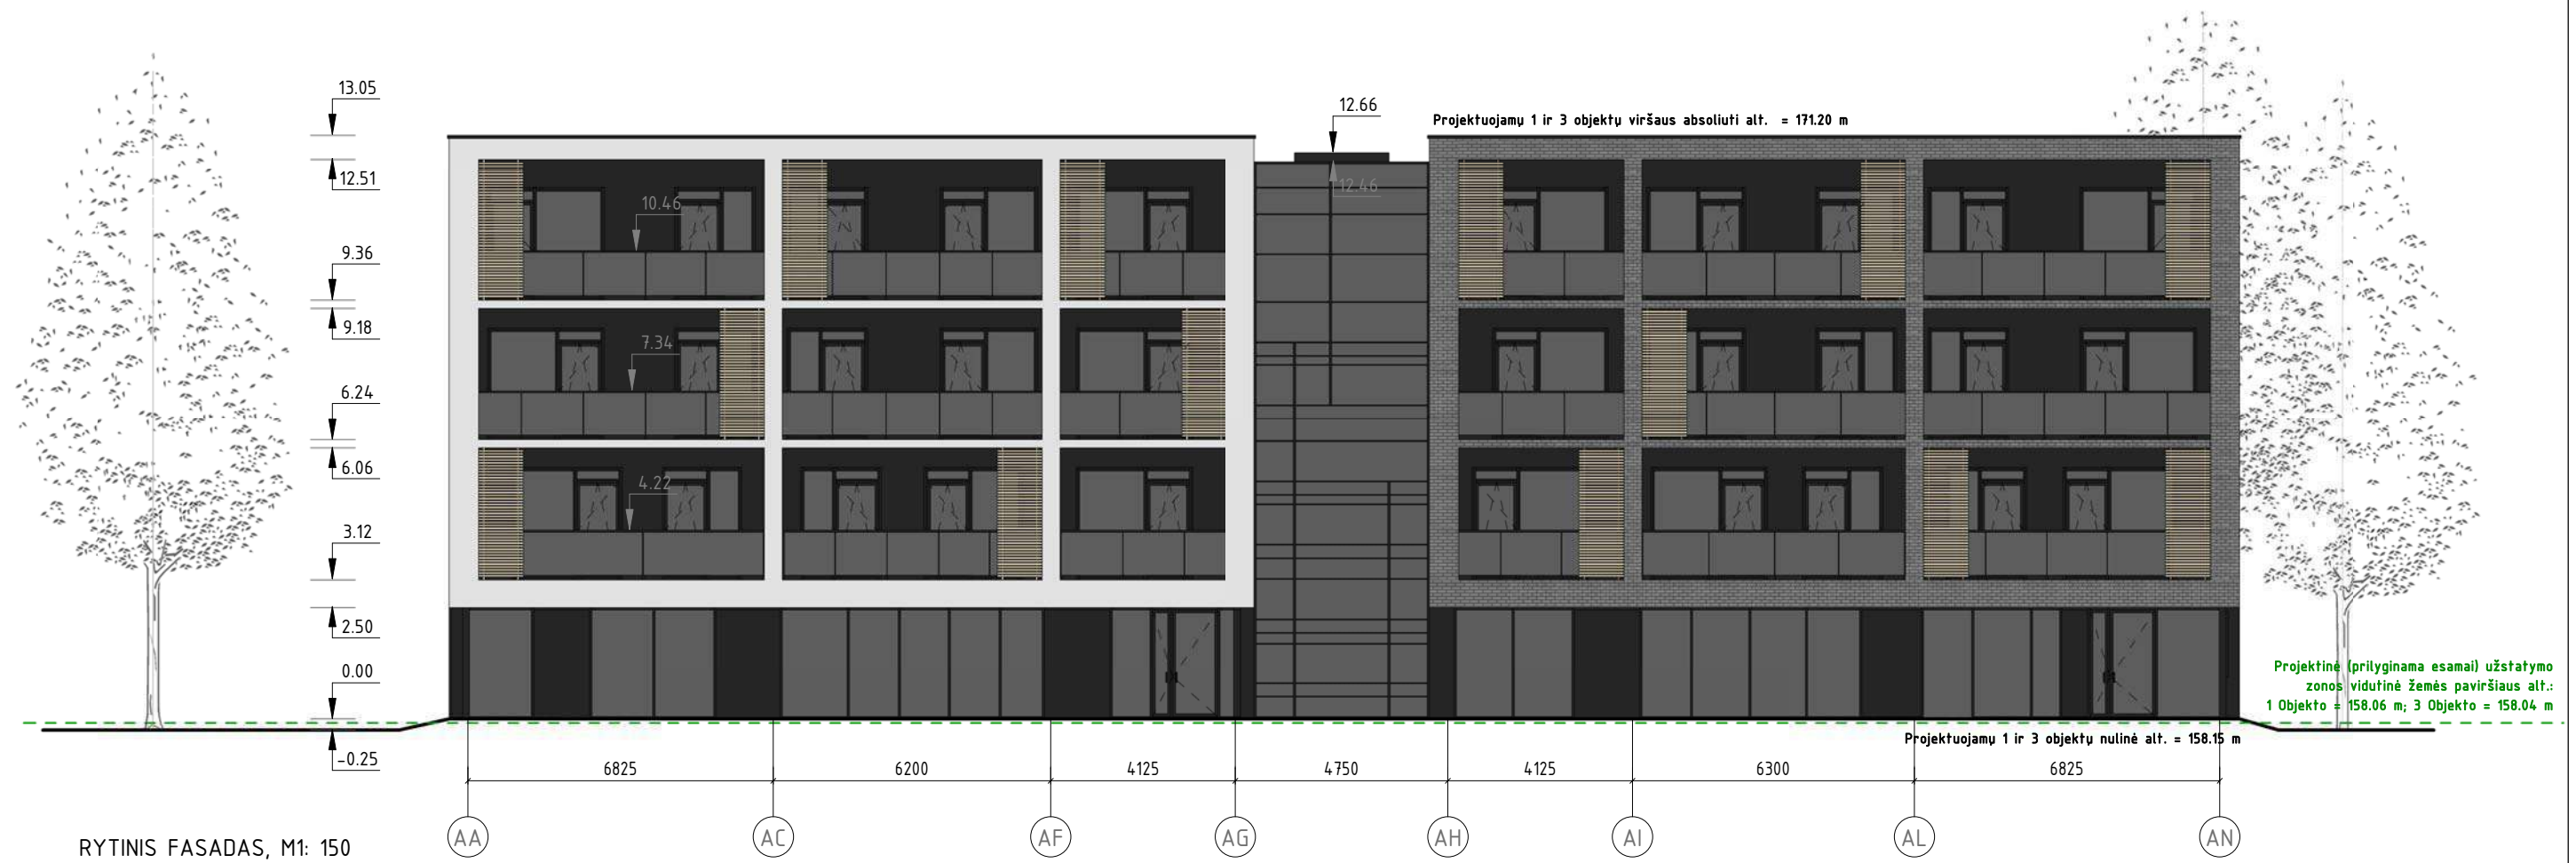 13.05
12.66
Projektuojamų 1 ir 3 objektų viršaus absoliuti alt. = 171.20 m
12.51
12.46
10.46
9.36
9.18
7.34
6.24
6.06
4.22
3.12
2.50
0.00
Projektinė (prilyginama esamai) užstatymo
zonos vidutinė žemės paviršiaus alt.:
1 Objekto = 158.06 m; 3 Objekto = 158.04 m
Projektuojamų 1 ir 3 objektų nulinė alt. = 158.15 m
-0.25
6825 6200 4125 4750 4125 6300 6825
AA AC AF AG AH AI AL AN
RYTINIS FASADAS, M1: 150